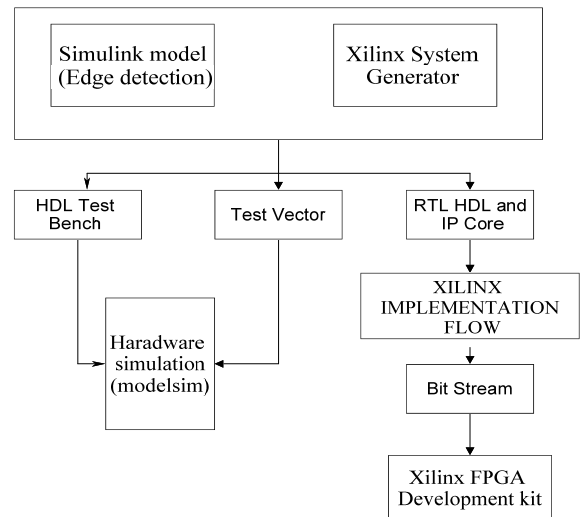 Simulink model
(Edge detection)
Xilinx System
Generator
HDL Test
Bench
Test Vector
RTL HDL and
IP Core
XILINX
IMPLEMENTATION
FLOW
Haradware
simulation
(modelsim)
Bit Stream
Xilinx FPGA
Development kit